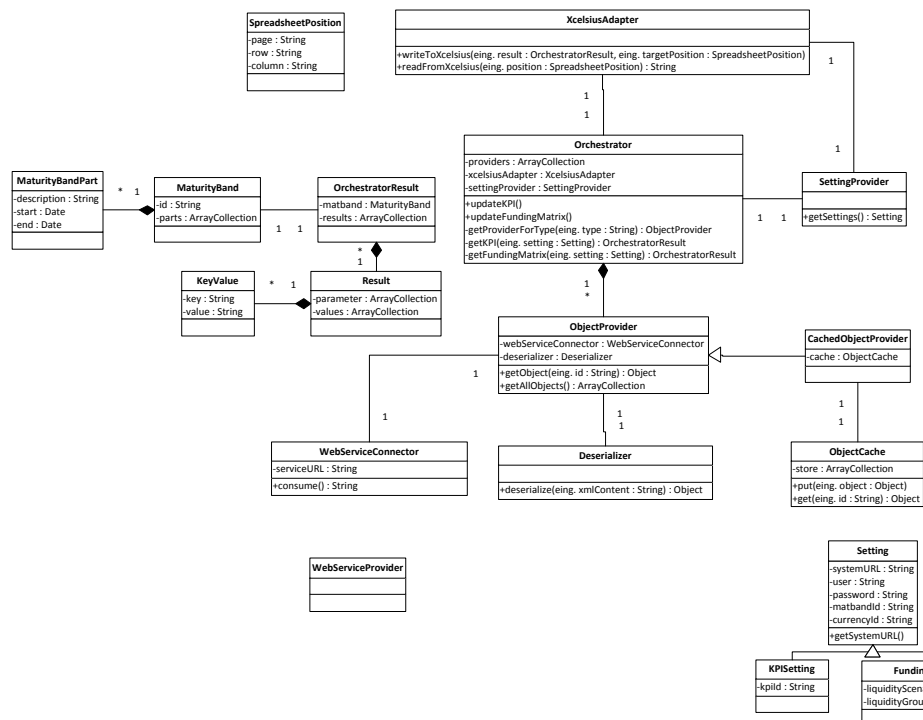 SpreadsheetPosition
-page : String
-row : String
-column : String
XcelsiusAdapter
+writeToXcelsius(eing. result : OrchestratorResult, eing. targetPosition : SpreadsheetPosition)
+readFromXcelsius(eing. position : SpreadsheetPosition) : String
1
1
1
1
Orchestrator
-providers : ArrayCollection
-xcelsiusAdapter : XcelsiusAdapter
-settingProvider : SettingProvider
+updateKPI()
+updateFundingMatrix()
-getProviderForType(eing. type : String) : ObjectProvider
-getKPI(eing. setting : Setting) : OrchestratorResult
-getFundingMatrix(eing. setting : Setting) : OrchestratorResult
1 1
SettingProvider
+getSettings() : Setting
MaturityBandPart
-description : String
-start : Date
-end : Date
* 1
MaturityBand
-id : String
-parts : ArrayCollection
1 1
OrchestratorResult
-matband : MaturityBand
-results : ArrayCollection
*
1
KeyValue
-key : String
-value : String
* 1
Result
-parameter : ArrayCollection
-values : ArrayCollection
1
*
ObjectProvider
-webServiceConnector : WebServiceConnector
-deserializer : Deserializer
+getObject(eing. id : String) : Object
+getAllObjects() : ArrayCollection
CachedObjectProvider
-cache : ObjectCache
1
1
1
1
1
1
WebServiceConnector
-serviceURL : String
+consume() : String
Deserializer
+deserialize(eing. xmlContent : String) : Object
ObjectCache
-store : ArrayCollection
+put(eing. object : Object)
+get(eing. id : String) : Object
WebServiceProvider
Setting
-systemURL : String
-user : String
-password : String
-matbandId : String
-currencyId : String
+getSystemURL()
KPISetting
-kpiId : String
Fundin
-liquidityScena
-liquidityGrou